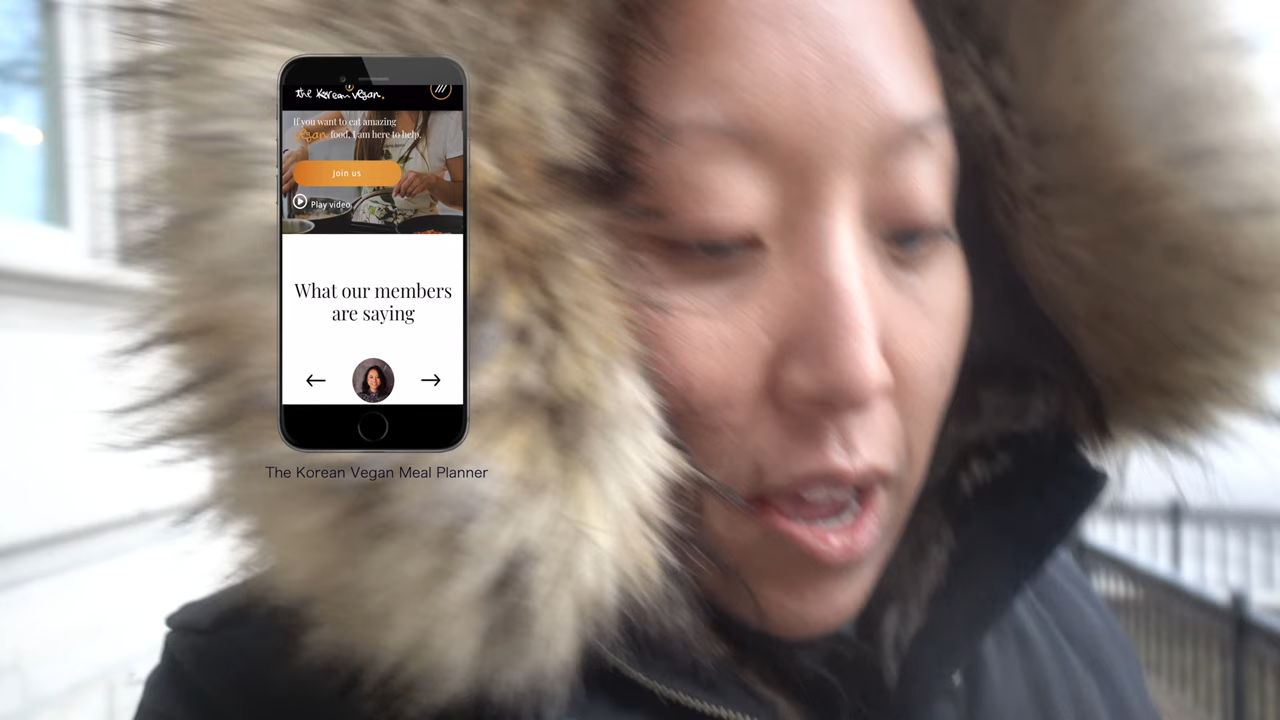 the Korean Vegan.
If you want to eat amazing
vegan food, I am here to help.
Join us
Play video
What our members
are saying
The Korean Vegan Meal Planner